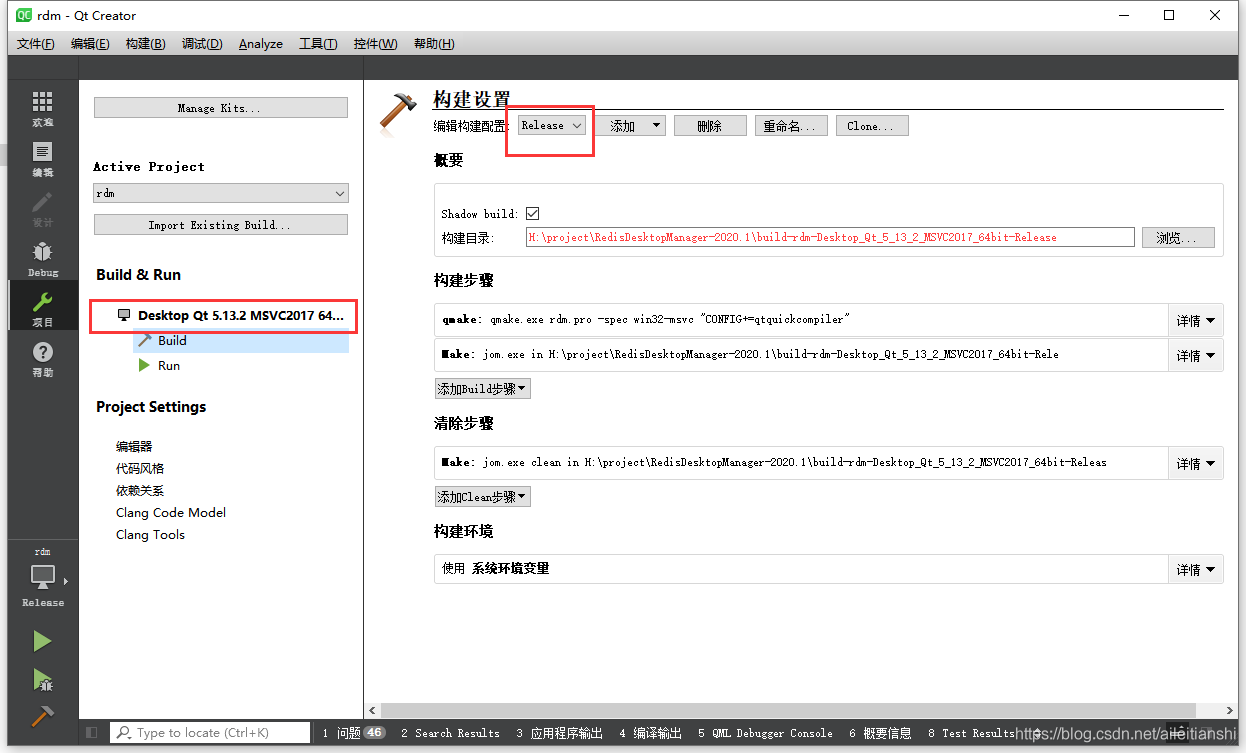 QC rdm - Qt Creator
文件(F) 编辑(E) 构建(B) 调试(D) Analyze 工具(T) 控件(W) 帮助(H)
欢迎
编辑
设计
Debug
项目
帮助
rdm
Release
Manage Kits...
Active Project
rdm
Import Existing Build...
Build & Run
Desktop Qt 5.13.2 MSVC2017 64...
Build
Run
Project Settings
编辑器
代码风格
依赖关系
Clang Code Model
Clang Tools
构建设置
编辑构建配置: Release 添加 删除 重命名... Clone...
概要
Shadow build:
构建目录: H:\project\RedisDesktopManager-2020.1\build-rdm-Desktop_Qt_5_13_2_MSVC2017_64bit-Release 浏览...
构建步骤
qmake: qmake.exe rdm.pro -spec win32-msvc "CONFIG+=qtquickcompiler" 详情
Make: jom.exe in H:\project\RedisDesktopManager-2020.1\build-rdm-Desktop_Qt_5_13_2_MSVC2017_64bit-Rele 详情
添加Build步骤
清除步骤
Make: jom.exe clean in H:\project\RedisDesktopManager-2020.1\build-rdm-Desktop_Qt_5_13_2_MSVC2017_64bit-Releas 详情
添加Clean步骤
构建环境
使用 系统环境变量 详情
Type to locate (Ctrl+K) 1 问题 46 2 Search Results 3 应用程序输出 4 编译输出 5 QML Debugger Console 6 概要信息 8 Test Results
https://blog.csdn.net/aileitianshi